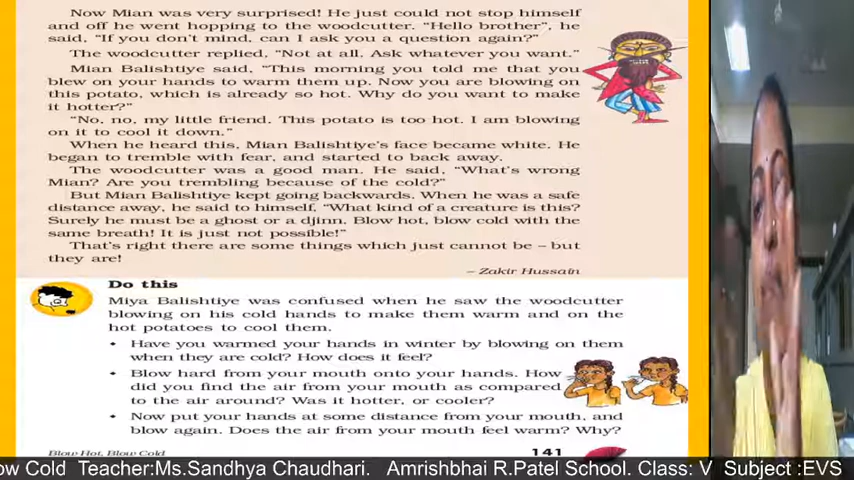 Now Mian was very surprised! He just could not stop himself
and off he went hopping to the woodcutter. “Hello brother”, he
said, “If you don't mind, can I ask you a question again?”
The woodcutter replied, “Not at all. Ask whatever you want.”
Mian Balishtiye said, “This morning you told me that you
blew on your hands to warm them up. Now you are blowing on
this potato, which is already so hot. Why do you want to make
it hotter?”
“No, no, my little friend. This potato is too hot. I am blowing
on it to cool it down.”
When he heard this, Mian Balishtiye's face became white. He
began to tremble with fear, and started to back away.
The woodcutter was a good man. He said, “What's wrong
Mian? Are you trembling because of the cold?”
But Mian Balishtiye kept going backwards. When he was a safe
distance away, he said to himself, “What kind of a creature is this?
Surely he must be a ghost or a djinn. Blow hot, blow cold with the
same breath! It is just not possible!”
That's right there are some things which just cannot be – but
they are!
– Zakir Hussain
Do this
Miya Balishtiye was confused when he saw the woodcutter
blowing on his cold hands to make them warm and on the
hot potatoes to cool them.
• Have you warmed your hands in winter by blowing on them
when they are cold? How does it feel?
• Blow hard from your mouth onto your hands. How
did you find the air from your mouth as compared
to the air around? Was it hotter, or cooler?
• Now put your hands at some distance from your mouth, and
blow again. Does the air from your mouth feel warm? Why?
Blow Hot, Blow Cold
141
ow Cold Teacher:Ms.Sandhya Chaudhari. Amrishbhai R.Patel School. Class: V Subject :EVS